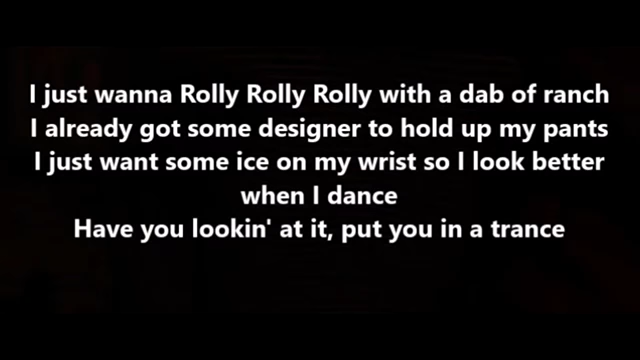 I just wanna Rolly Rolly Rolly with a dab of ranch
I already got some designer to hold up my pants
I just want some ice on my wrist so I look better
when I dance
Have you lookin' at it, put you in a trance